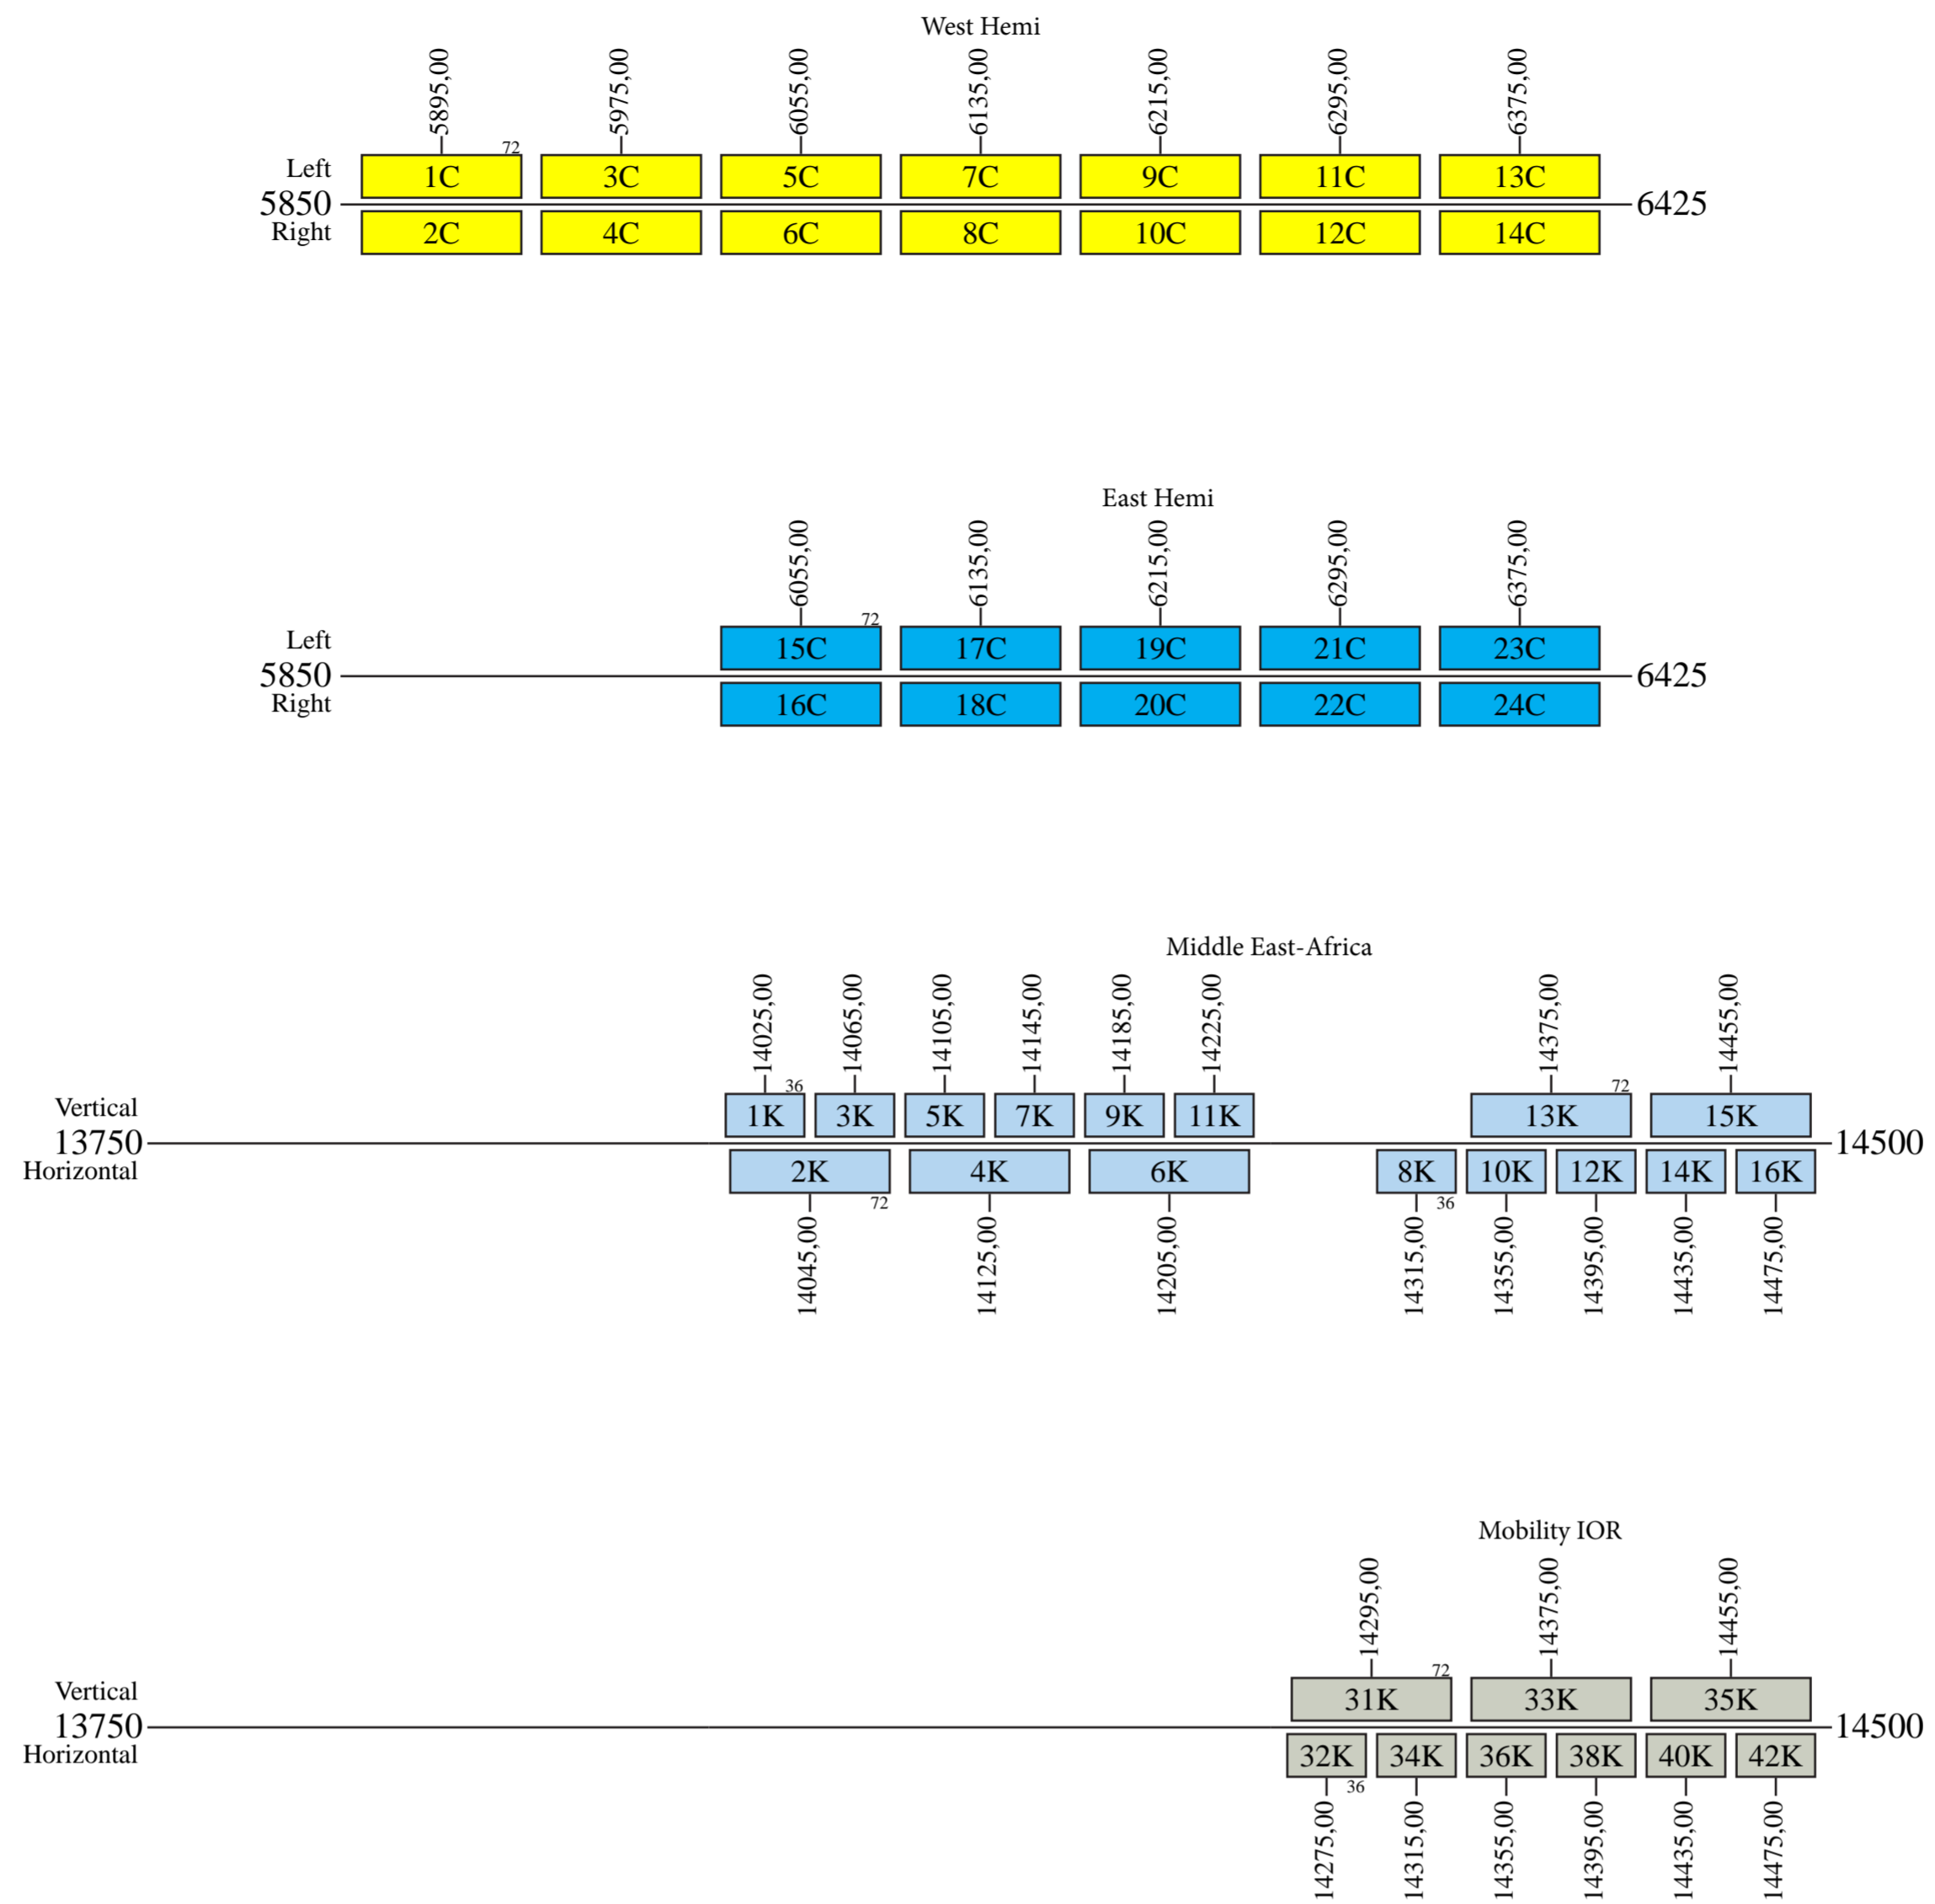 West Hemi
5895,00 5975,00 6055,00 6135,00 6215,00 6295,00 6375,00
72
Left 1C 3C 5C 7C 9C 11C 13C
5850 6425
Right 2C 4C 6C 8C 10C 12C 14C
East Hemi
6055,00 6135,00 6215,00 6295,00 6375,00
72
Left 15C 17C 19C 21C 23C
5850 6425
Right 16C 18C 20C 22C 24C
Middle East-Africa
14025,00 14065,00 14105,00 14145,00 14185,00 14225,00 14375,00 14455,00
36 72
Vertical 1K 3K 5K 7K 9K 11K 13K 15K
13750 14500
Horizontal 2K 4K 6K 8K 10K 12K 14K 16K
72 36
14045,00 14125,00 14205,00 14315,00 14355,00 14395,00 14435,00 14475,00
Mobility IOR
14295,00 14375,00 14455,00
72
Vertical 31K 33K 35K
13750 14500
Horizontal 32K 34K 36K 38K 40K 42K
36
14275,00 14315,00 14355,00 14395,00 14435,00 14475,00